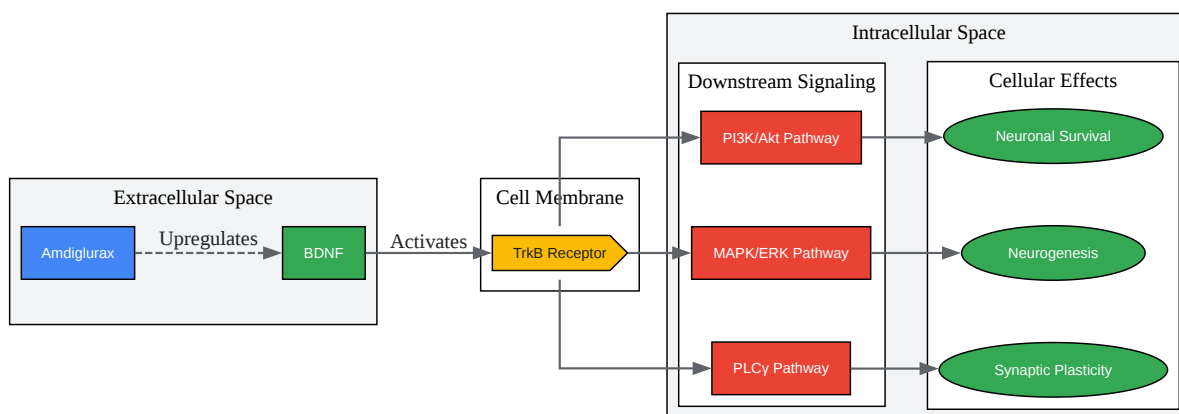 Intracellular Space
Downstream Signaling
Cellular Effects
PI3K/Akt Pathway
Neuronal Survival
Extracellular Space
Cell Membrane
Amdiglurax
Upregulates
BDNF
Activates
TrkB Receptor
MAPK/ERK Pathway
Neurogenesis
PLCγ Pathway
Synaptic Plasticity